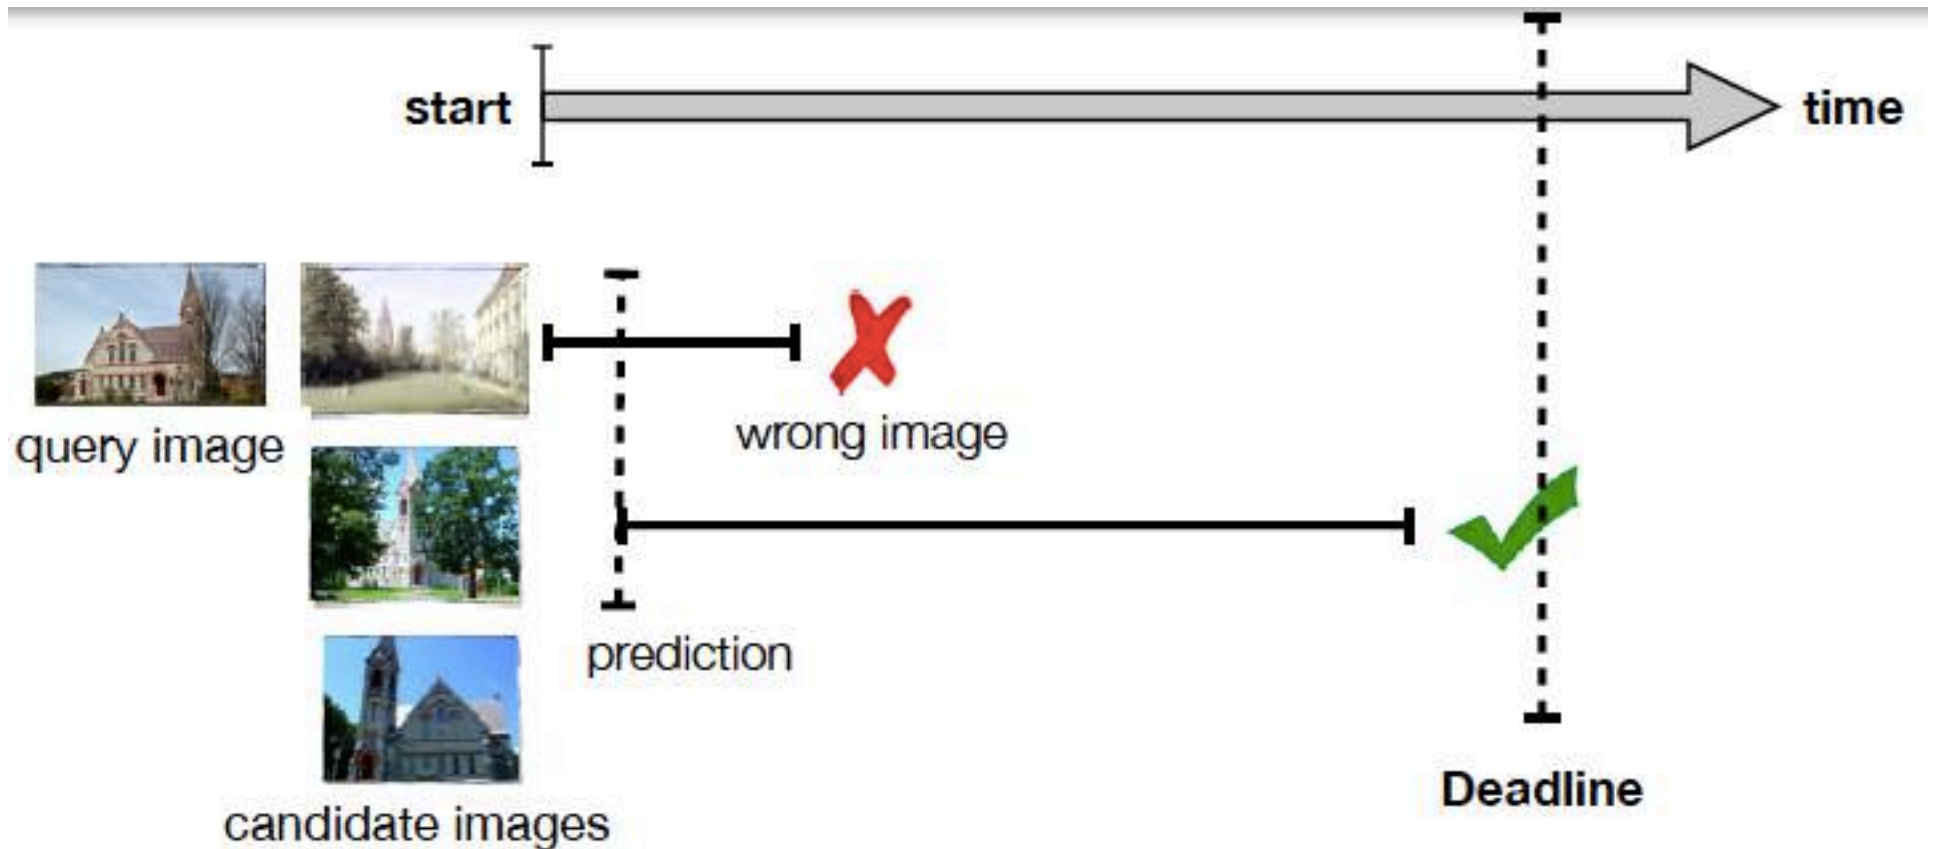 start
time
query image
wrong image
prediction
Deadline
candidate images